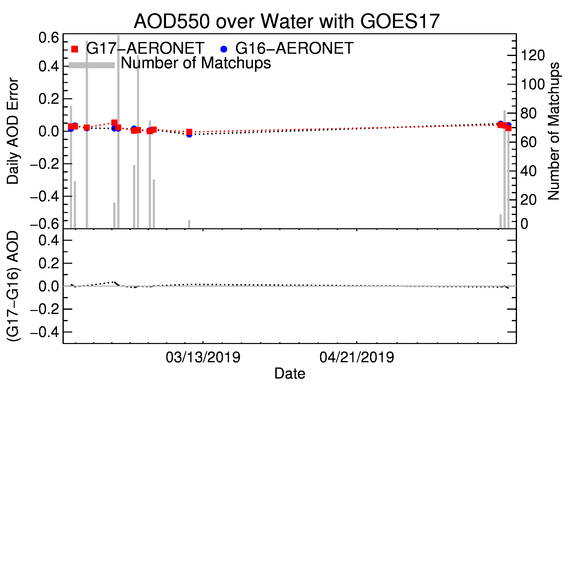 AOD550 over Water with GOES17
G17−AERONET G16−AERONET
Number of Matchups
Daily AOD Error
0.6
0.4
0.2
0.0
−0.2
−0.4
−0.6
Number of Matchups
120
100
80
60
40
20
0
(G17−G16) AOD
0.4
0.2
0.0
−0.2
−0.4
03/13/2019 04/21/2019
Date